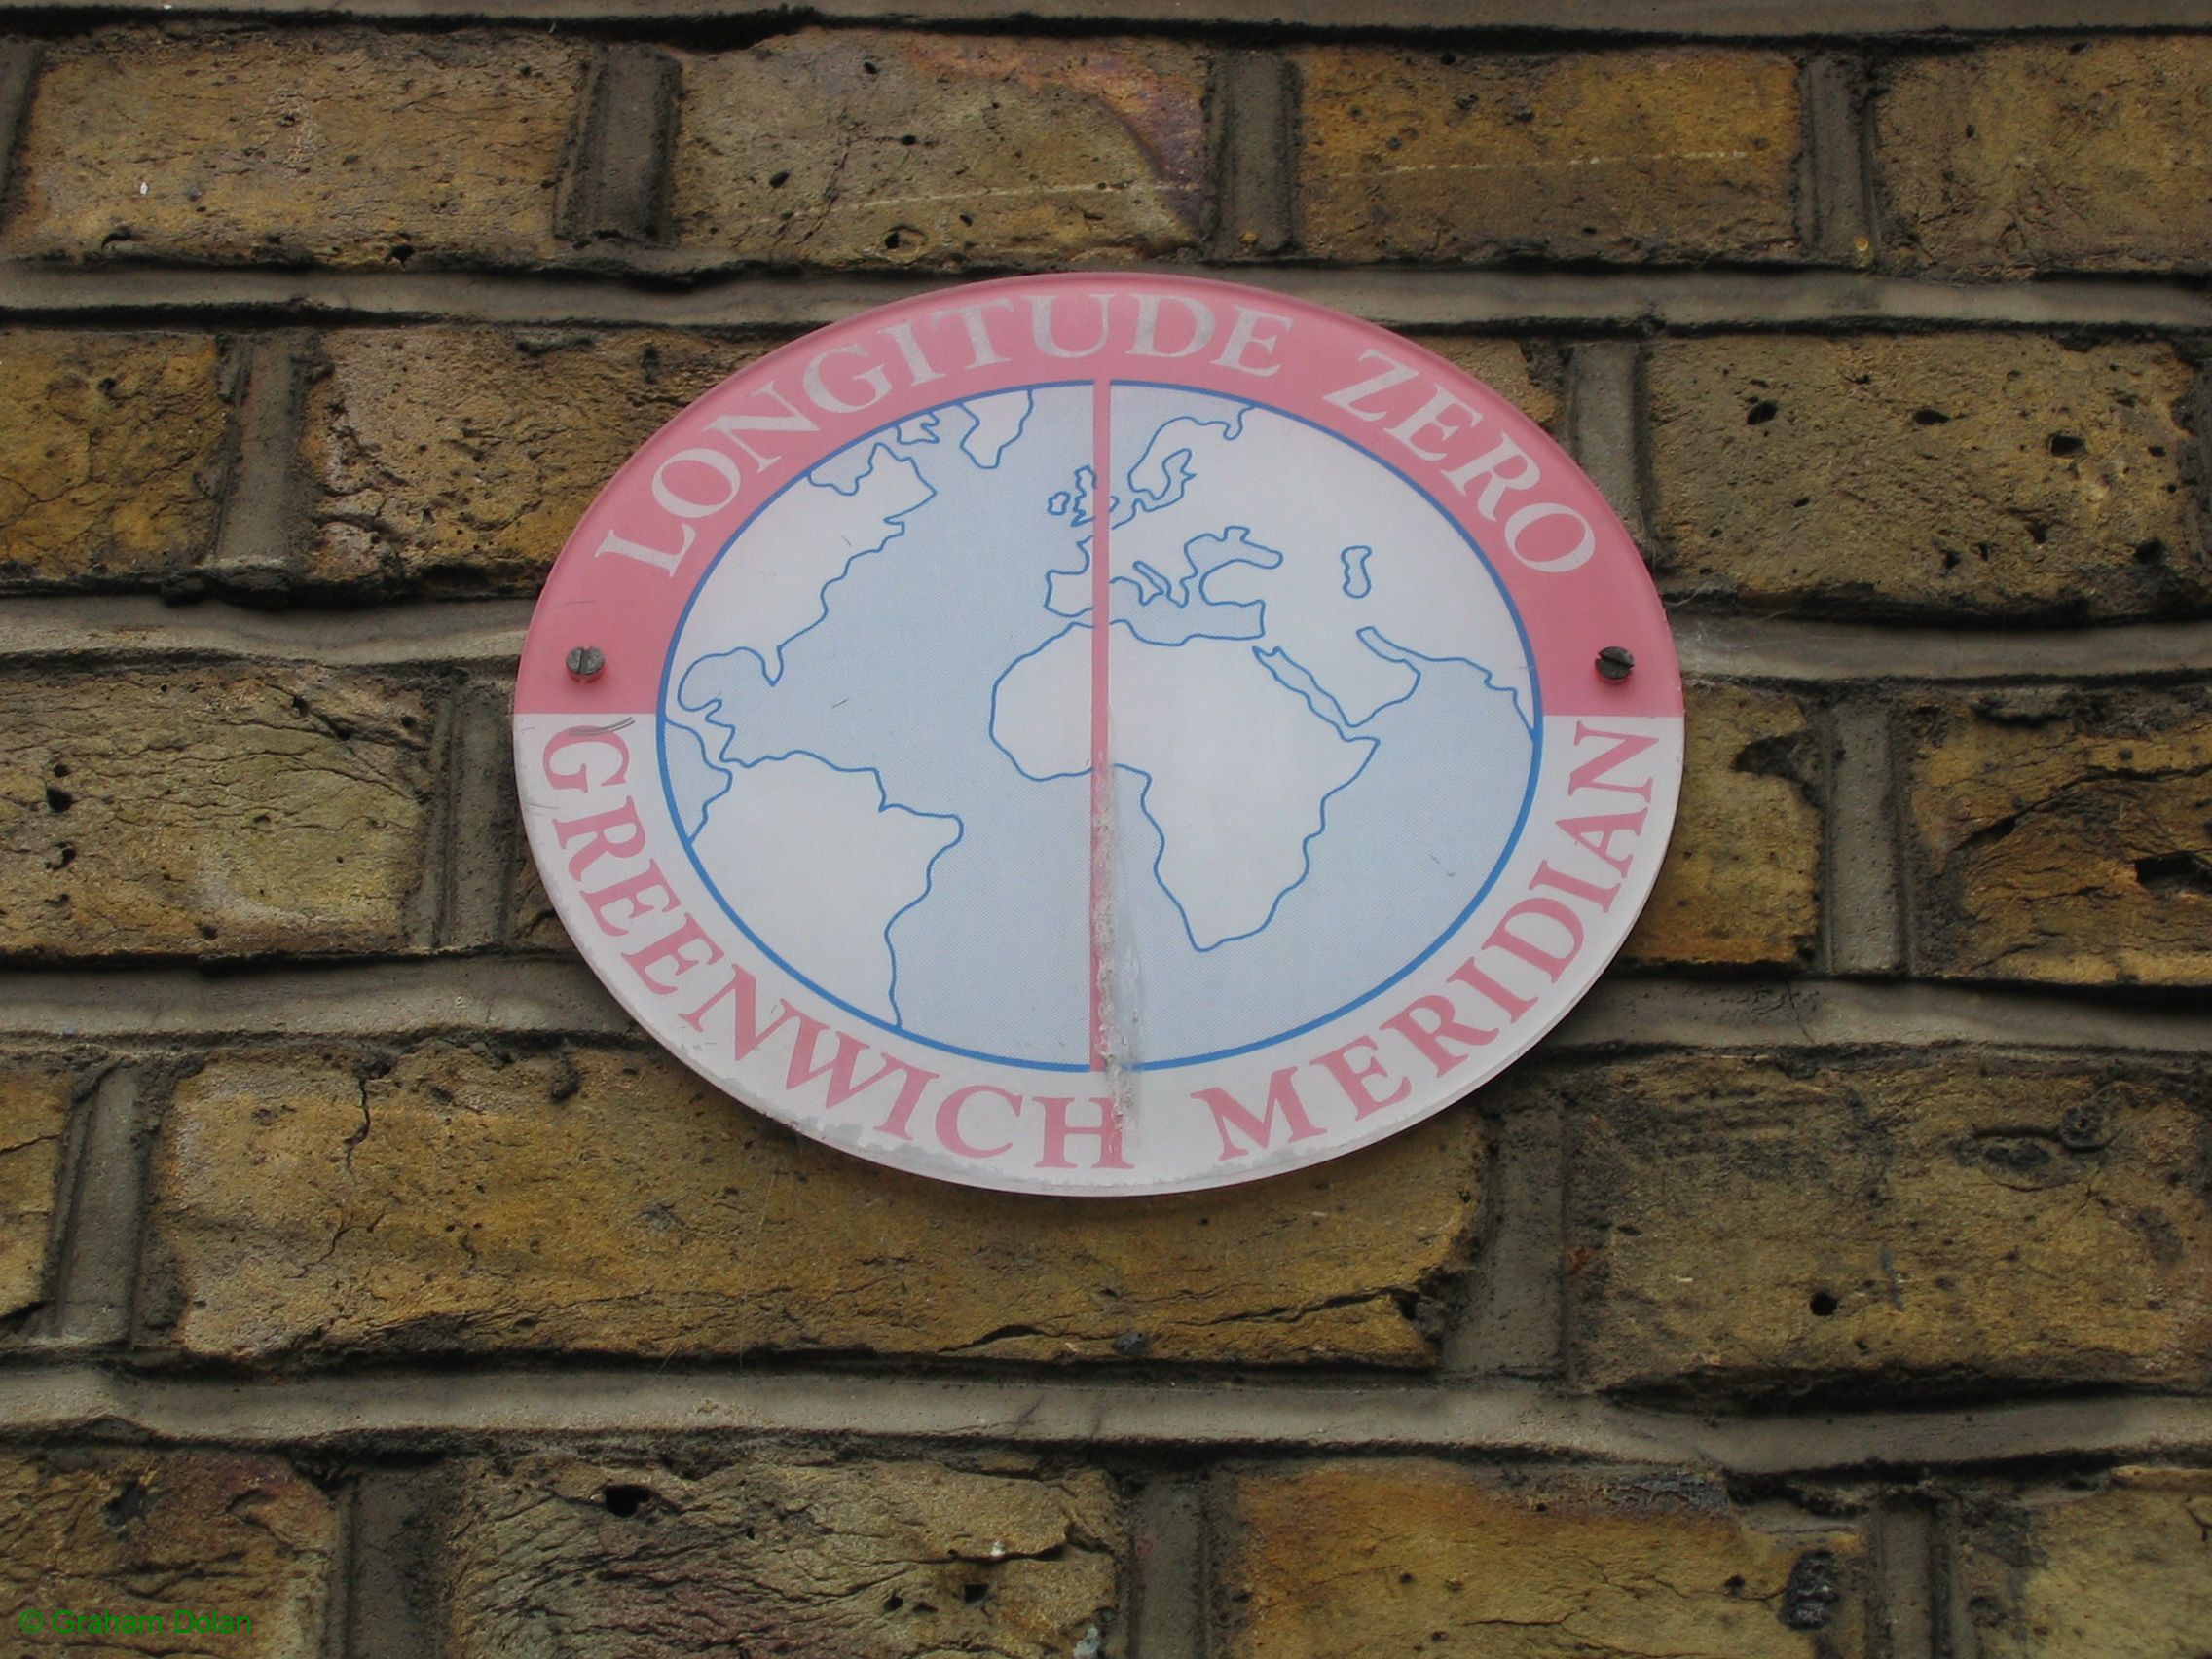 LONGITUDE ZERO
GREENWICH MERIDIAN
© Graham Dolan